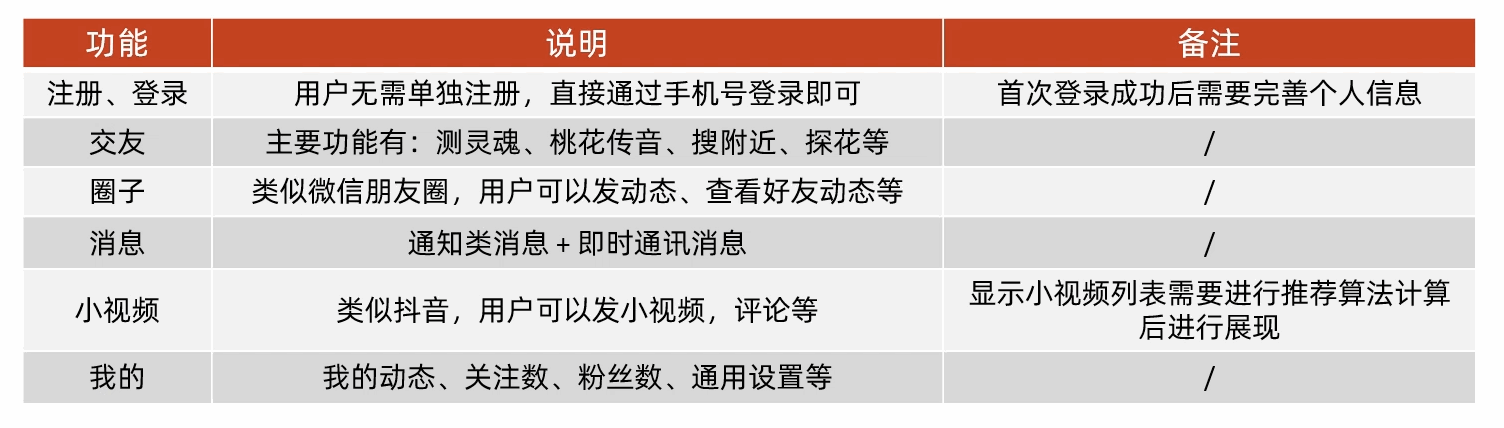 功能 说明 备注
注册、登录 用户无需单独注册，直接通过手机号登录即可 首次登录成功后需要完善个人信息
交友 主要功能有：测灵魂、桃花传音、搜附近、探花等 /
圈子 类似微信朋友圈，用户可以发动态、查看好友动态等 /
消息 通知类消息 + 即时通讯消息 /
小视频 类似抖音，用户可以发小视频，评论等 显示小视频列表需要进行推荐算法计算
后进行展现
我的 我的动态、关注数、粉丝数、通用设置等 /